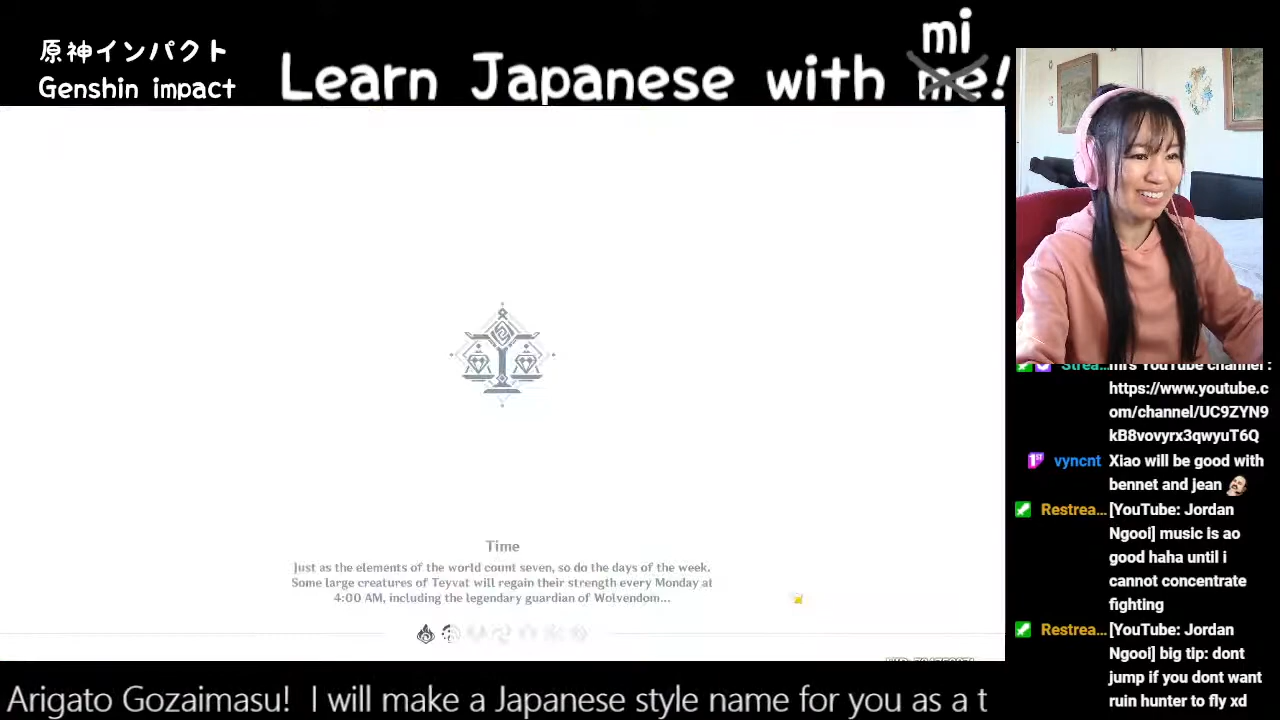 原神インパクト
Genshin impact
mi
Learn Japanese with me!
Strea... mi's YouTube channel:
https://www.youtube.c
om/channel/UC9ZYN9
kB8vovyrx3qwyuT6Q
vyncnt Xiao will be good with
bennet and jean
Restrea... [YouTube: Jordan
Ngooi] music is ao
good haha until i
cannot concentrate
fighting
Restrea... [YouTube: Jordan
Ngooi] big tip: dont
jump if you dont want
ruin hunter to fly xd
Time
Just as the elements of the world count seven, so do the days of the week.
Some large creatures of Teyvat will regain their strength every Monday at
4:00 AM, including the legendary guardian of Wolvendom...
Arigato Gozaimasu! I will make a Japanese style name for you as a t